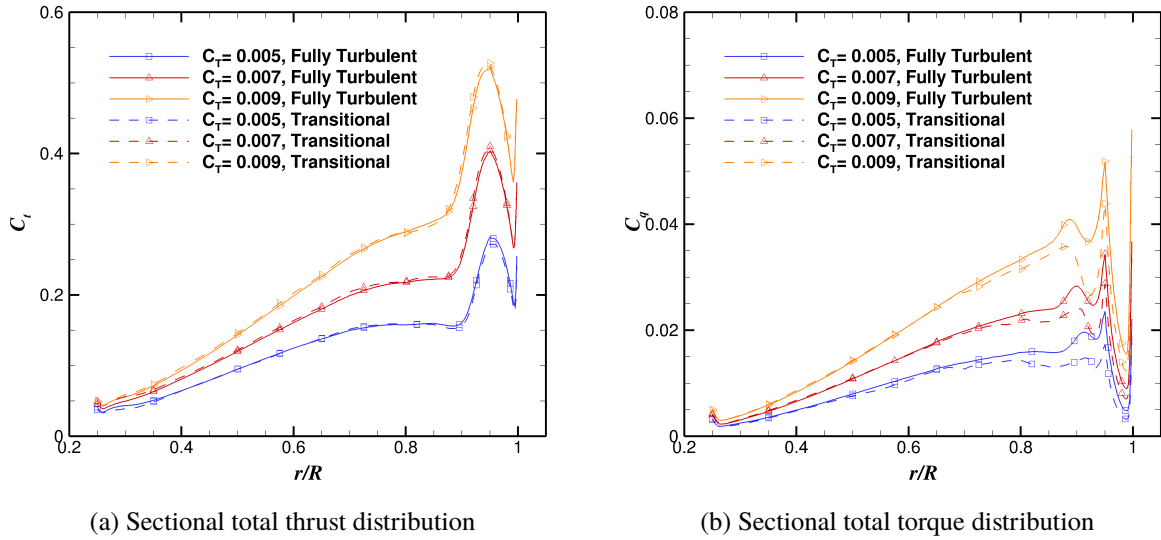 0.6
C_T= 0.005, Fully Turbulent
C_T= 0.007, Fully Turbulent
C_T= 0.009, Fully Turbulent
C_T= 0.005, Transitional
C_T= 0.007, Transitional
C_T= 0.009, Transitional
0.4
0.2
0
C_t
0.2 0.4 0.6 0.8 1
r/R
(a) Sectional total thrust distribution
0.08
C_T= 0.005, Fully Turbulent
C_T= 0.007, Fully Turbulent
C_T= 0.009, Fully Turbulent
C_T= 0.005, Transitional
C_T= 0.007, Transitional
C_T= 0.009, Transitional
0.06
0.04
0.02
0
C_q
0.2 0.4 0.6 0.8 1
r/R
(b) Sectional total torque distribution